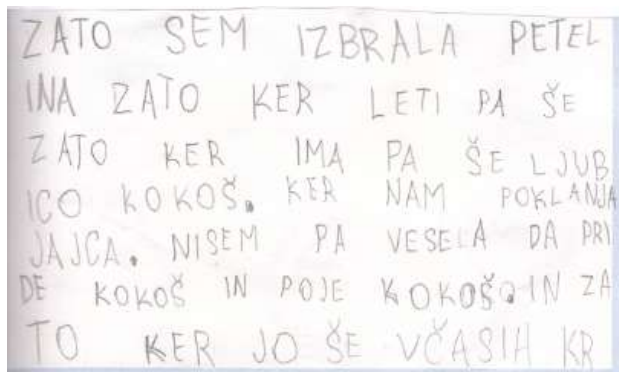 ZATO SEM IZBRALA PETEL
INA ZATO KER LETI PA ŠE
ZATO KER IMA PA ŠE LJUB
ICO KOKOŠ. KER NAM POKLANJA
JAJCA. NISEM PA VESELA DA PRI
DE KOKOŠ IN POJE KOKOŠ. IN ZA
TO KER JO ŠE VČASIH KR